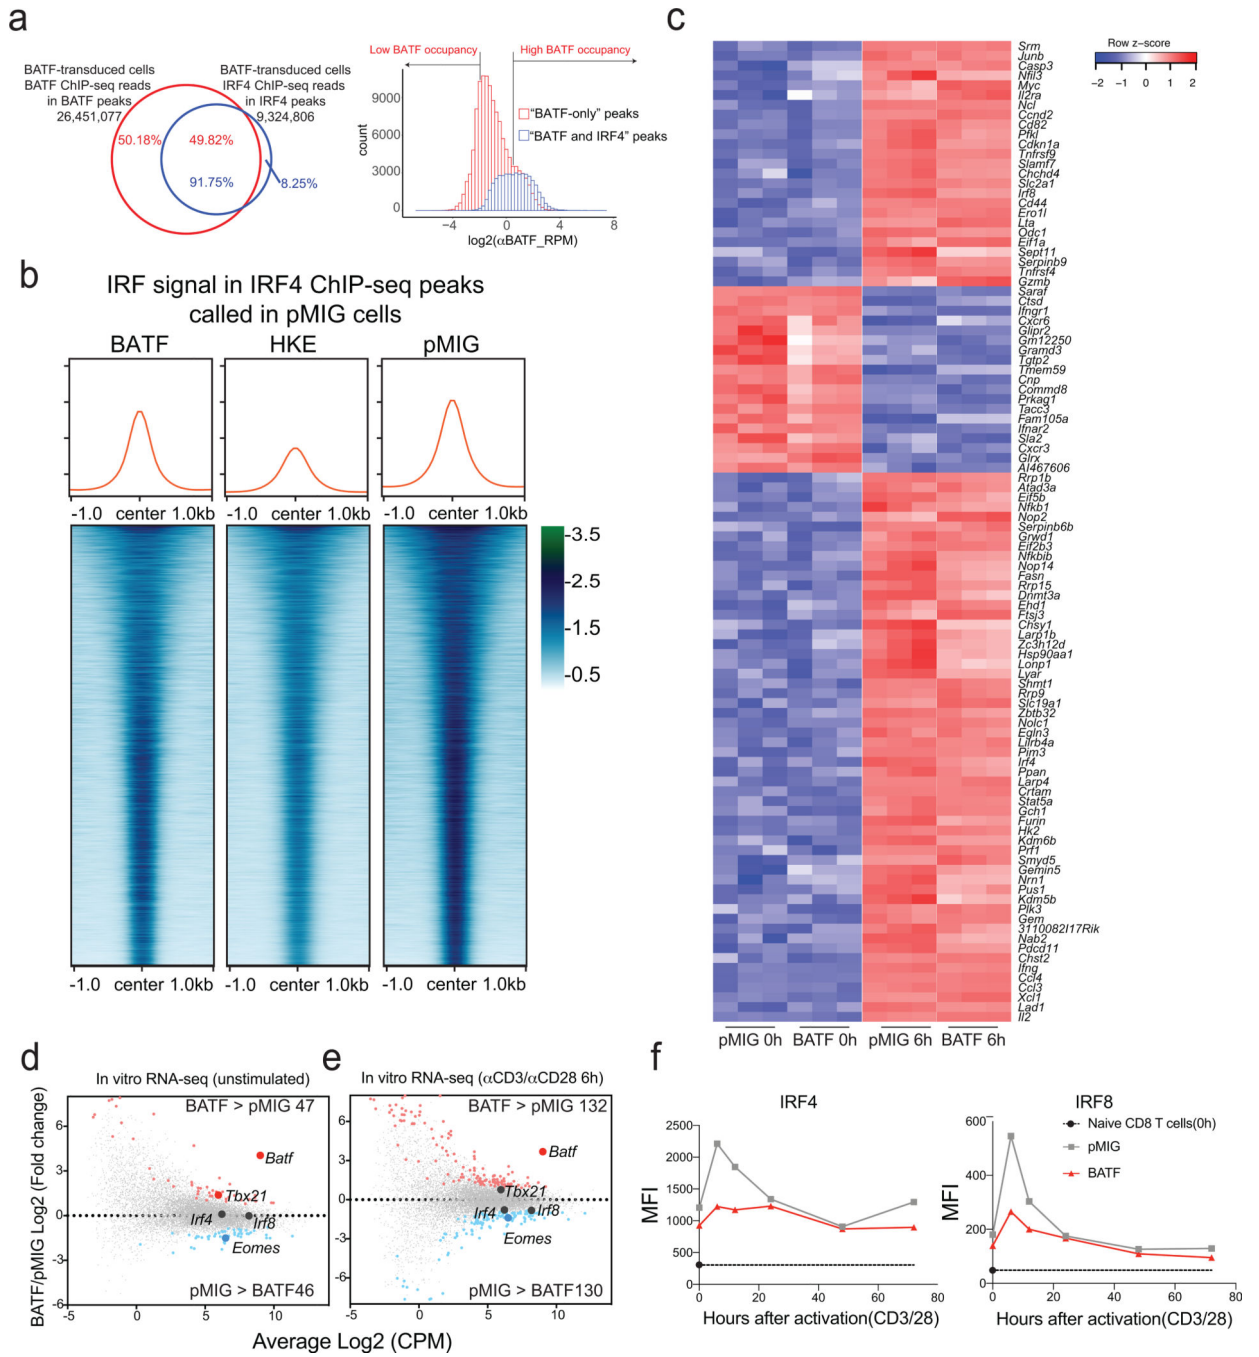 a
BATF-transduced cells
BATF ChIP-seq reads
in BATF peaks
26,451,077
BATF-transduced cells
IRF4 ChIP-seq reads
in IRF4 peaks
9,324,806
50.18%
49.82%
91.75%
8.25%
Low BATF occupancy
High BATF occupancy
"BATF-only" peaks
"BATF and IRF4" peaks
count
9000
6000
3000
0
−4
0
4
8
log2(αBATF_RPM)
b
IRF signal in IRF4 ChIP-seq peaks
called in pMIG cells
BATF
HKE
pMIG
-1.0 center 1.0kb
-1.0 center 1.0kb
-1.0 center 1.0kb
-3.5
-2.5
-1.5
-0.5
-1.0 center 1.0kb
-1.0 center 1.0kb
-1.0 center 1.0kb
c
Row z-score
−2 −1 0 1 2
Srm
Junb
Casp3
Nfil3
Myc
Il2ra
Ncl
Ccnd2
Cd82
Pfkl
Cdkn1a
Tnfrsf9
Slamf7
Chchd4
Slc2a1
Irf8
Cd44
Ero1l
Lta
Odc1
Eif1a
Sept11
Serpinb9
Tnfrsf4
Gzmb
Saraf
Ctsd
Ifngr1
Cxcr6
Glipr2
Gm12250
Gramd3
Tgtp2
Tmem59
Cnp
Commd8
Prkag1
Tacc3
Fam105a
Ifnar2
Sla2
Cxcr3
Glrx
AI467606
Rrp1b
Atad3a
Eif5b
Nfkb1
Nop2
Serpinb6b
Grwd1
Eif2b3
Nfkbib
Nop14
Fasn
Rrp15
Dnmt3a
Ehd1
Ftsj3
Chsy1
Larp1b
Zc3h12d
Hsp90aa1
Lonp1
Lyar
Shmt1
Rrp9
Slc19a1
Zbtb32
Nolc1
Egln3
Lilrb4a
Pim3
Irf4
Ppan
Larp4
Crtam
Stat5a
Gch1
Furin
Hk2
Kdm6b
Prf1
Smyd5
Gemin5
Nrn1
Pus1
Kdm5b
Plk3
Gem
3110082I17Rik
Nab2
Pdcd11
Chst2
Ifng
Ccl4
Ccl3
Xcl1
Lad1
Il2
pMIG 0h
BATF 0h
pMIG 6h
BATF 6h
d
In vitro RNA-seq (unstimulated)
BATF/pMIG Log2 (Fold change)
6
3
0
-3
-6
BATF > pMIG 47
Batf
Tbx21
Irf4
Irf8
Eomes
pMIG > BATF46
-5
0
5
10
e
In vitro RNA-seq (αCD3/αCD28 6h)
6
3
0
-3
-6
BATF > pMIG 132
Batf
Tbx21
Irf4
Irf8
Eomes
pMIG > BATF130
-5
0
5
10
Average Log2 (CPM)
f
IRF4
MFI
2500
2000
1500
1000
500
0
0 20 40 60 80
Hours after activation(CD3/28)
IRF8
Naive CD8 T cells(0h)
pMIG
BATF
MFI
600
400
200
0
0 20 40 60 80